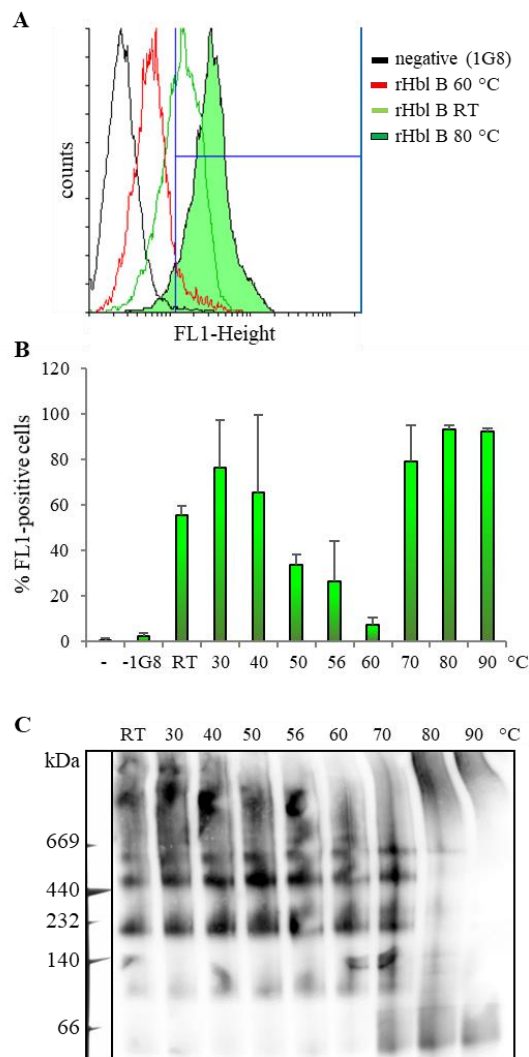 A
negative (1G8)
rHbl B 60 °C
rHbl B RT
rHbl B 80 °C
counts
FL1-Height
B
% FL1-positive cells
120
100
80
60
40
20
0
- -1G8 RT 30 40 50 56 60 70 80 90 °C
C
RT 30 40 50 56 60 70 80 90 °C
kDa
669
440
232
140
66